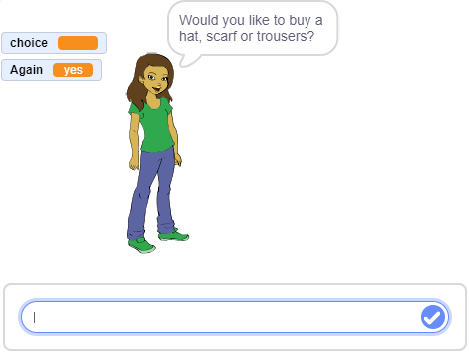 Would you like to buy a
hat, scarf or trousers?
choice
Again yes